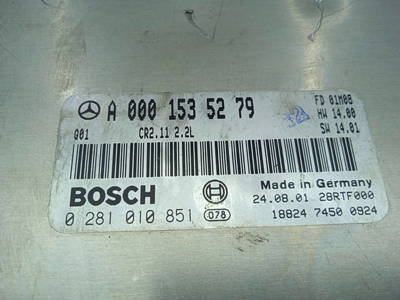 A 000 153 52 79
FD 01M08
HW 14.00
SW 14.01
Q01 CR2.11 2.2L
BOSCH
Made in Germany
24.08.01 28RTF000
0 281 010 851 078
18824 7450 0924